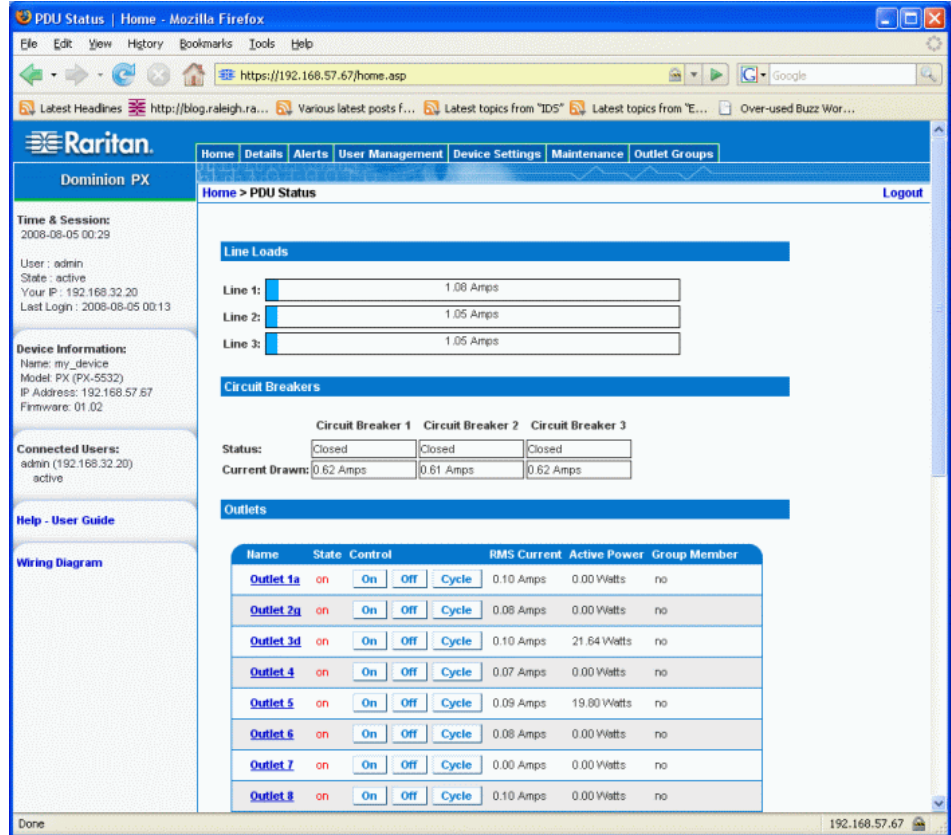 PDU Status | Home - Mozilla Firefox
File Edit View History Bookmarks Tools Help
https://192.168.57.67/home.asp
Google
Latest Headlines http://blog.raleigh.ra... Various latest posts f... Latest topics from "IDS" Latest topics from "E... Over-used Buzz Wor...
Raritan.
Dominion PX
Home Details Alerts User Management Device Settings Maintenance Outlet Groups
Home > PDU Status
Logout
Time & Session:
2008-08-05 00:29
User : admin
State : active
Your IP : 192.168.32.20
Last Login : 2008-08-05 00:13
Device Information:
Name: my_device
Model: PX (PX-5532)
IP Address: 192.168.57.67
Firmware: 01.02
Connected Users:
admin (192.168.32.20)
active
Help - User Guide
Wiring Diagram
Line Loads
Line 1: 1.08 Amps
Line 2: 1.05 Amps
Line 3: 1.05 Amps
Circuit Breakers
Circuit Breaker 1 Circuit Breaker 2 Circuit Breaker 3
Status: Closed Closed Closed
Current Drawn: 0.62 Amps 0.61 Amps 0.62 Amps
Outlets
Name State Control RMS Current Active Power Group Member
Outlet 1a on On Off Cycle 0.10 Amps 0.00 Watts no
Outlet 2q on On Off Cycle 0.08 Amps 0.00 Watts no
Outlet 3d on On Off Cycle 0.10 Amps 21.64 Watts no
Outlet 4 on On Off Cycle 0.07 Amps 0.00 Watts no
Outlet 5 on On Off Cycle 0.09 Amps 19.80 Watts no
Outlet 6 on On Off Cycle 0.08 Amps 0.00 Watts no
Outlet 7 on On Off Cycle 0.00 Amps 0.00 Watts no
Outlet 8 on On Off Cycle 0.10 Amps 0.00 Watts no
Done
192.168.57.67